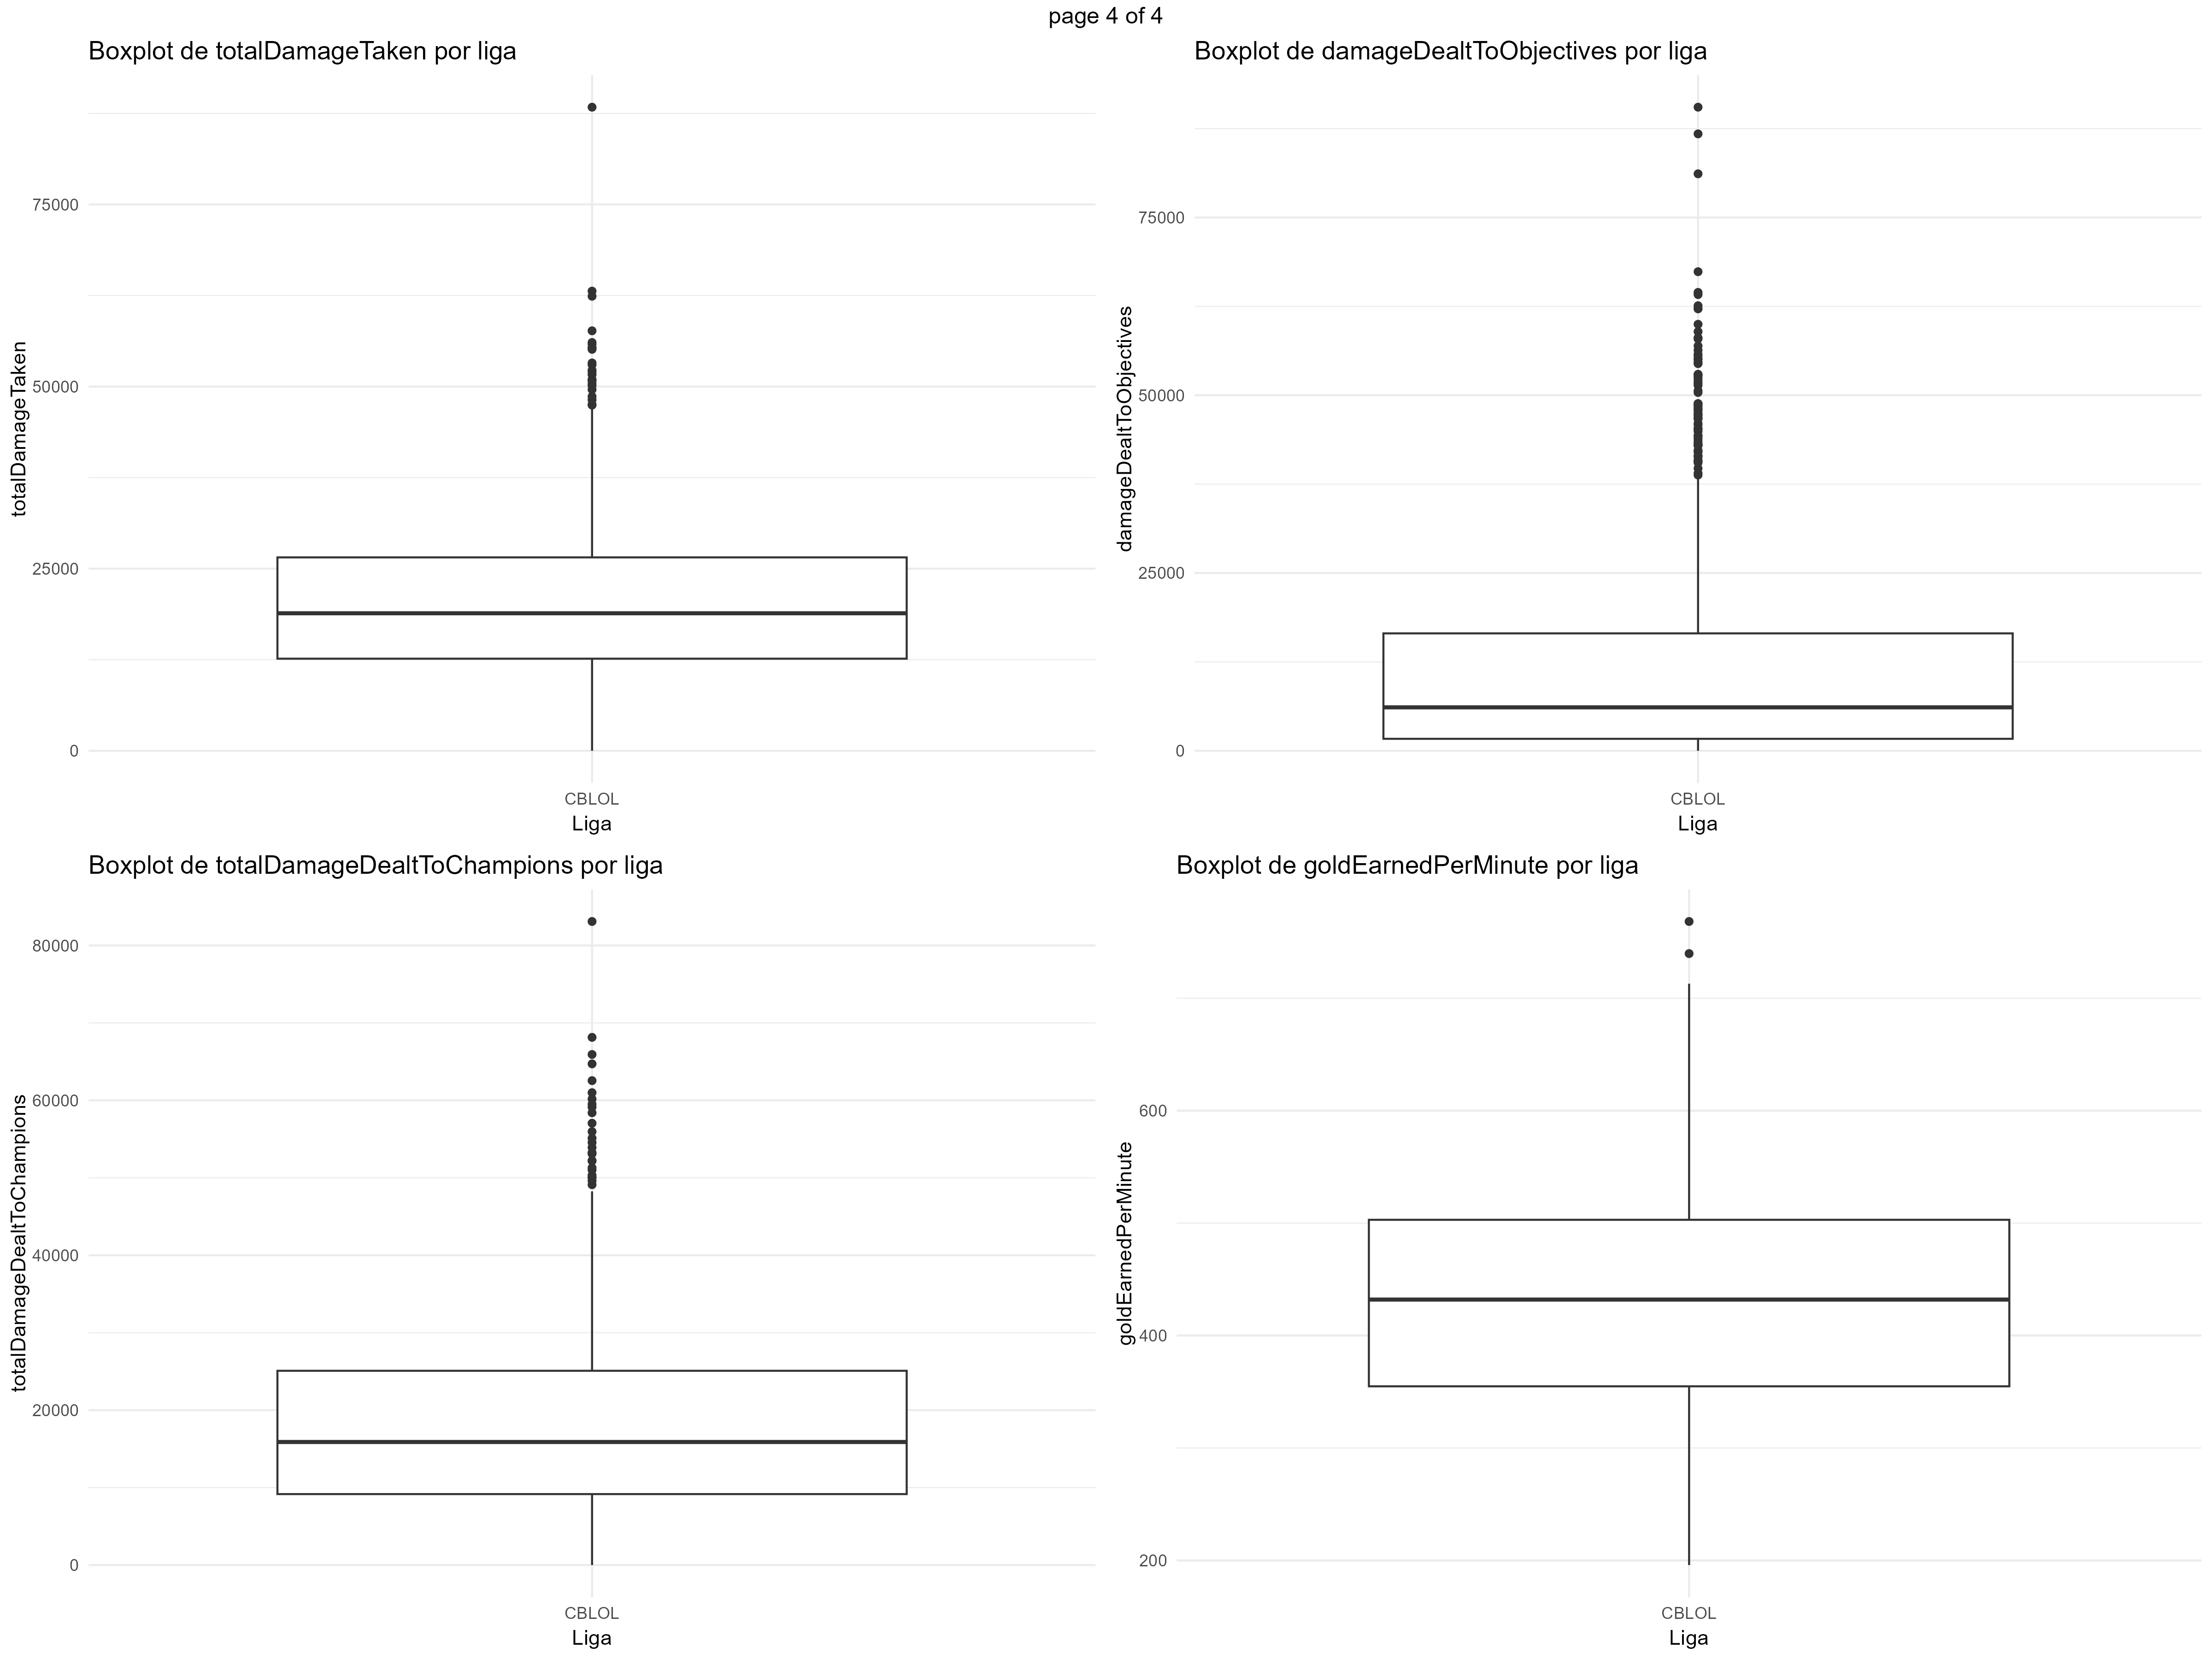 page 4 of 4
Boxplot de totalDamageTaken por liga
totalDamageTaken
75000
50000
25000
0
CBLOL
Liga
Boxplot de damageDealtToObjectives por liga
damageDealtToObjectives
75000
50000
25000
0
CBLOL
Liga
Boxplot de totalDamageDealtToChampions por liga
totalDamageDealtToChampions
80000
60000
40000
20000
0
CBLOL
Liga
Boxplot de goldEarnedPerMinute por liga
goldEarnedPerMinute
600
400
200
CBLOL
Liga